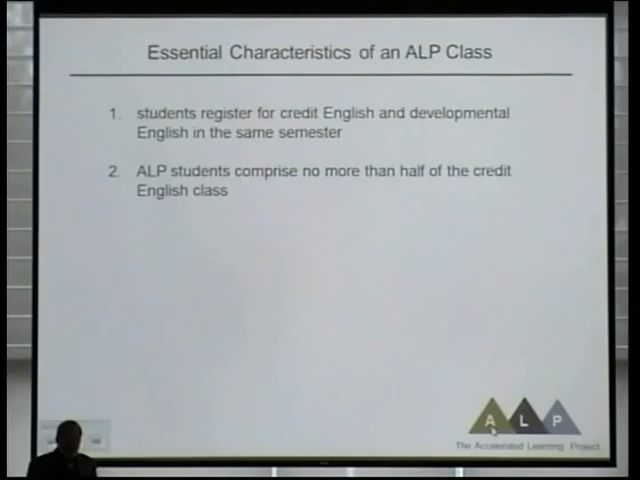 Essential Characteristics of an ALP Class
1. students register for credit English and developmental
English in the same semester
2. ALP students comprise no more than half of the credit
English class
A L P
The Accelerated Learning Project